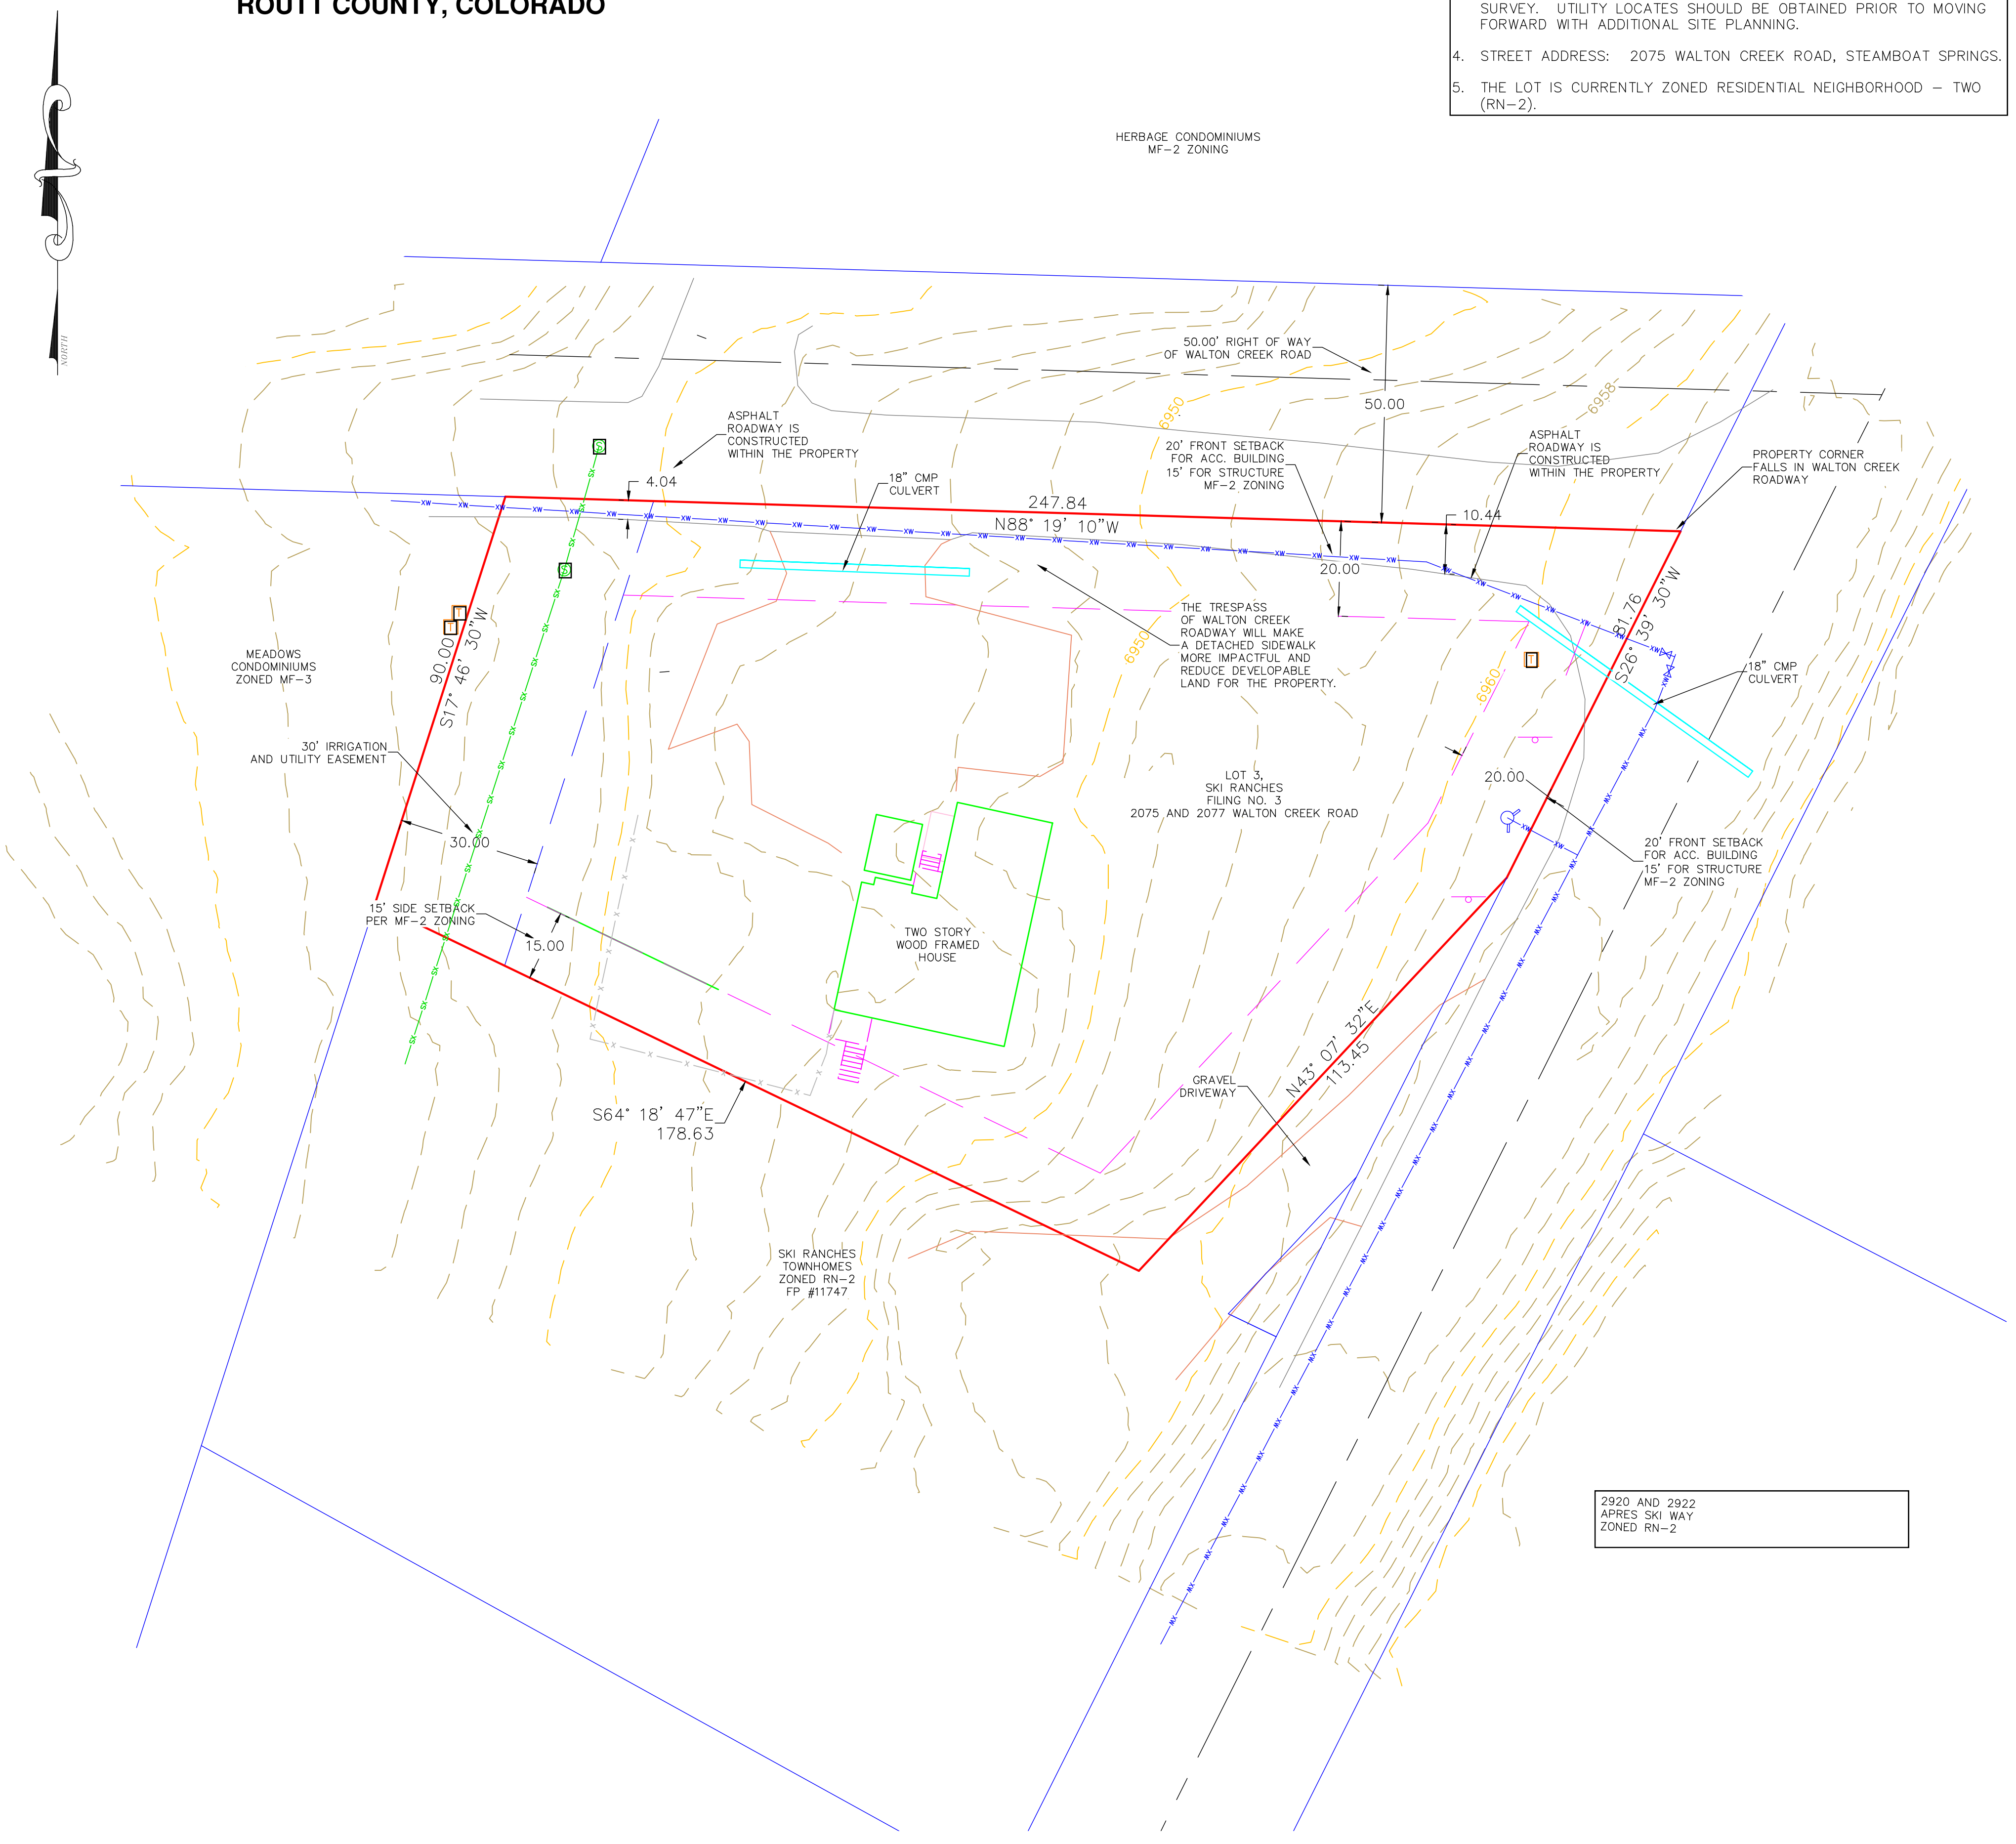 ROUTT COUNTY, COLORADO
SURVEY. UTILITY LOCATES SHOULD BE OBTAINED PRIOR TO MOVING
FORWARD WITH ADDITIONAL SITE PLANNING.
4. STREET ADDRESS: 2075 WALTON CREEK ROAD, STEAMBOAT SPRINGS.
5. THE LOT IS CURRENTLY ZONED RESIDENTIAL NEIGHBORHOOD – TWO
(RN–2).
NORTH
HERBAGE CONDOMINIUMS
MF–2 ZONING
50.00' RIGHT OF WAY
OF WALTON CREEK ROAD
50.00
6950
6958
ASPHALT
ROADWAY IS
CONSTRUCTED
WITHIN THE PROPERTY
20' FRONT SETBACK
FOR ACC. BUILDING
15' FOR STRUCTURE
MF–2 ZONING
ASPHALT
ROADWAY IS
CONSTRUCTED
WITHIN THE PROPERTY
PROPERTY CORNER
FALLS IN WALTON CREEK
ROADWAY
4.04
18" CMP
CULVERT
247.84
N88° 19' 10"W
10.44
20.00
90.00
S17° 46' 30"W
81.76
S26° 39' 30"W
MEADOWS
CONDOMINIUMS
ZONED MF–3
THE TRESPASS
OF WALTON CREEK
ROADWAY WILL MAKE
A DETACHED SIDEWALK
MORE IMPACTFUL AND
REDUCE DEVELOPABLE
LAND FOR THE PROPERTY.
6950
6960
18" CMP
CULVERT
30' IRRIGATION
AND UTILITY EASEMENT
30.00
LOT 3,
SKI RANCHES
FILING NO. 3
2075 AND 2077 WALTON CREEK ROAD
20.00
20' FRONT SETBACK
FOR ACC. BUILDING
15' FOR STRUCTURE
MF–2 ZONING
15' SIDE SETBACK
PER MF–2 ZONING
15.00
TWO STORY
WOOD FRAMED
HOUSE
N43° 07' 32"E
113.45
GRAVEL
DRIVEWAY
S64° 18' 47"E
178.63
SKI RANCHES
TOWNHOMES
ZONED RN–2
FP #11747
2920 AND 2922
APRES SKI WAY
ZONED RN–2